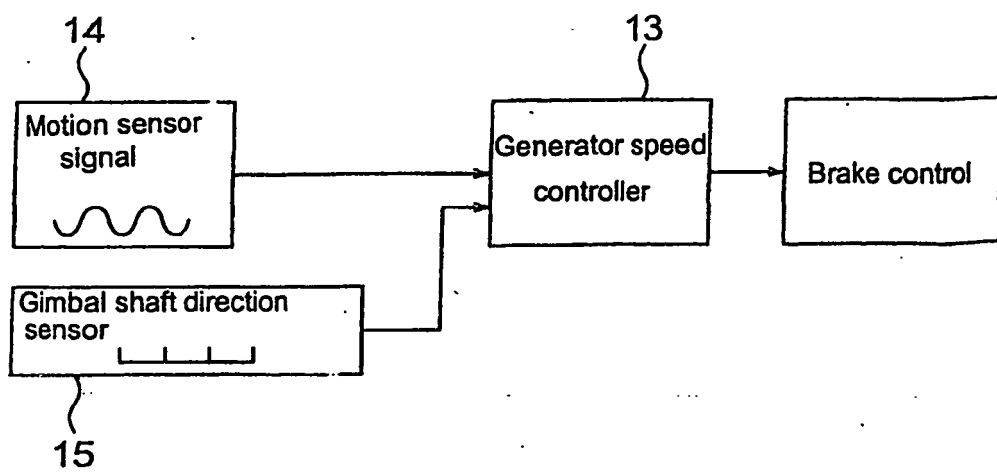 14
13
Motion sensor
signal
Generator speed
controller
Brake control
Gimbal shaft direction
sensor
15